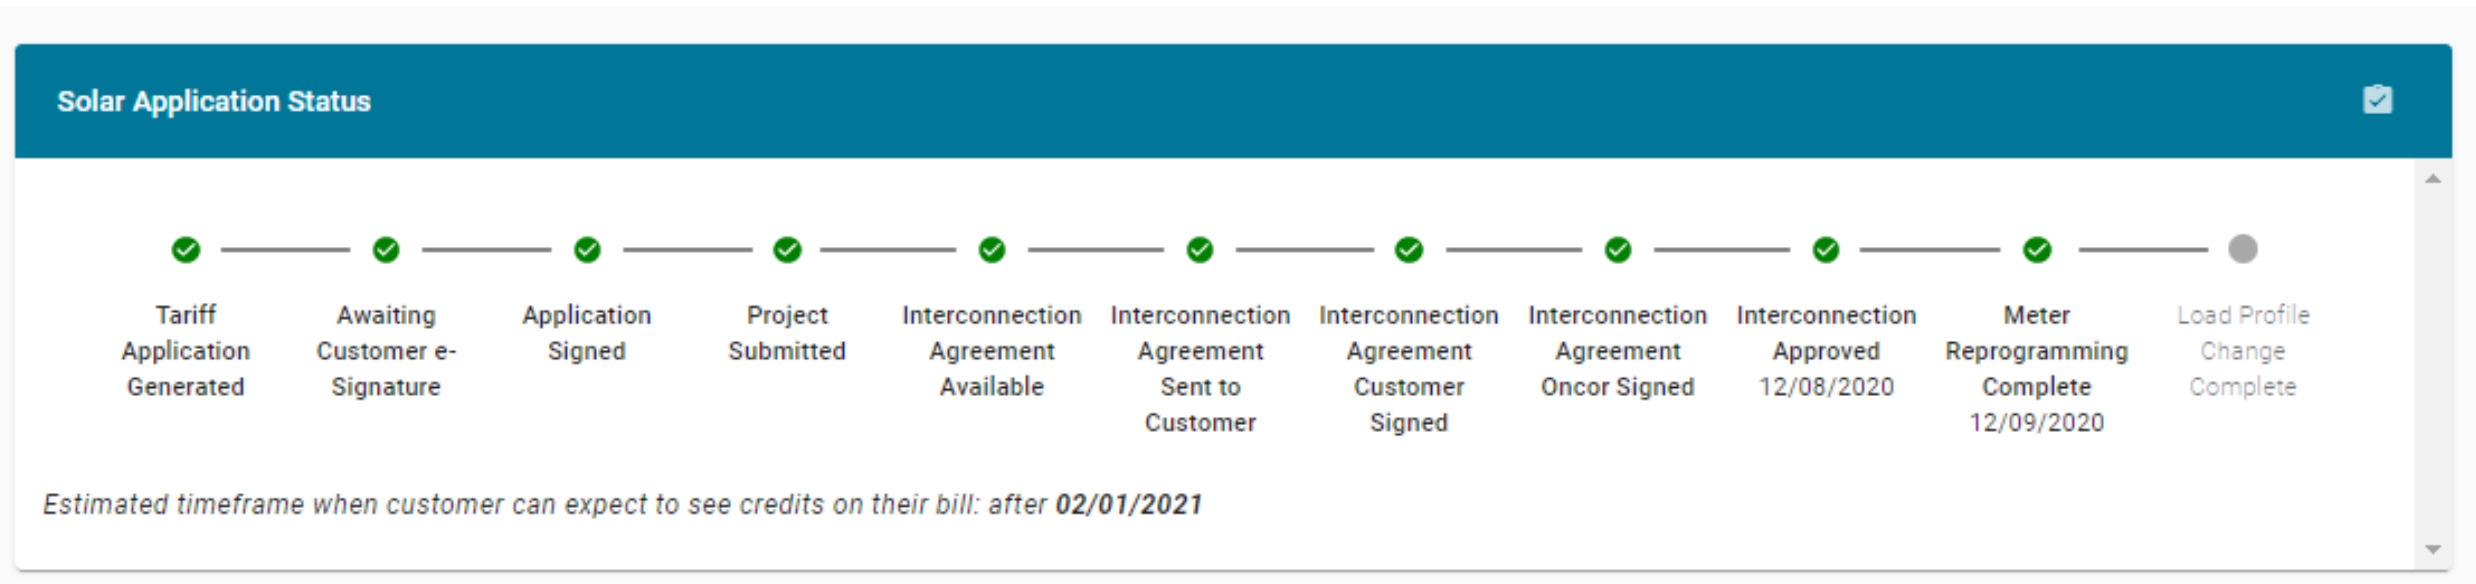 Solar Application Status
Tariff
Application
Generated
Awaiting
Customer e-
Signature
Application
Signed
Project
Submitted
Interconnection
Agreement
Available
Interconnection
Agreement
Sent to
Customer
Interconnection
Agreement
Customer
Signed
Interconnection
Agreement
Oncor Signed
Interconnection
Approved
12/08/2020
Meter
Reprogramming
Complete
12/09/2020
Load Profile
Change
Complete
Estimated timeframe when customer can expect to see credits on their bill: after 02/01/2021